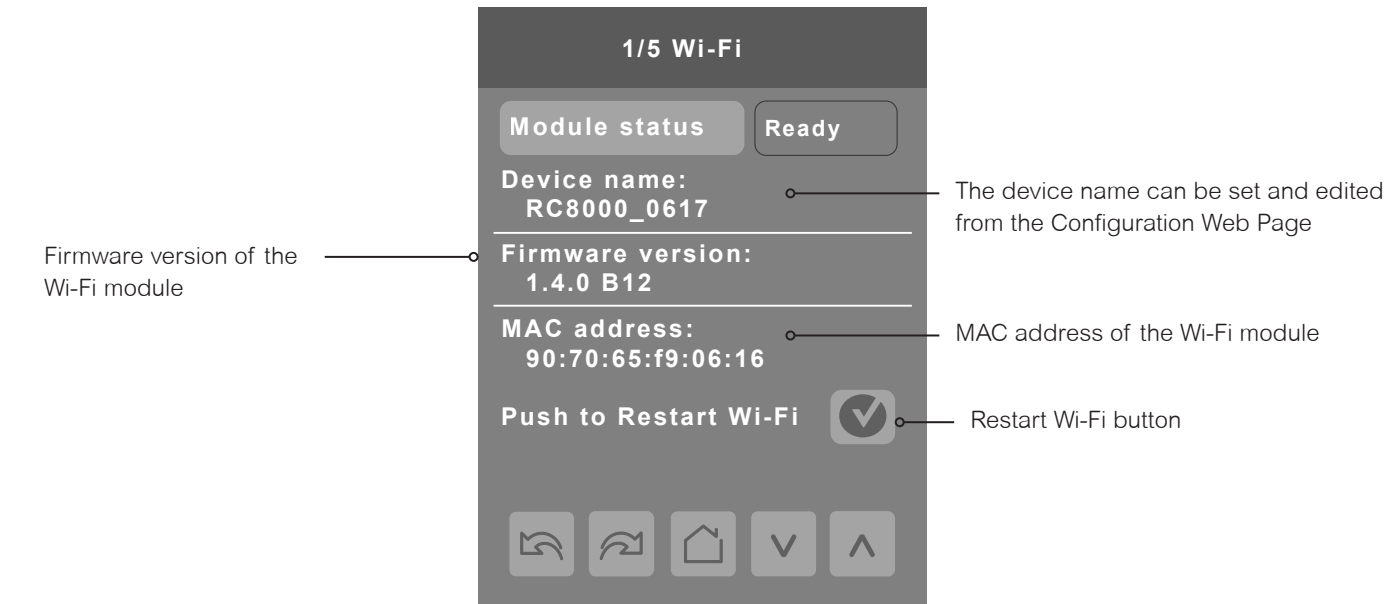 1/5 Wi-Fi
Module status
Ready
Device name:
RC8000_0617
The device name can be set and edited
from the Configuration Web Page
Firmware version of the
Wi-Fi module
Firmware version:
1.4.0 B12
MAC address:
90:70:65:f9:06:16
MAC address of the Wi-Fi module
Push to Restart Wi-Fi
Restart Wi-Fi button